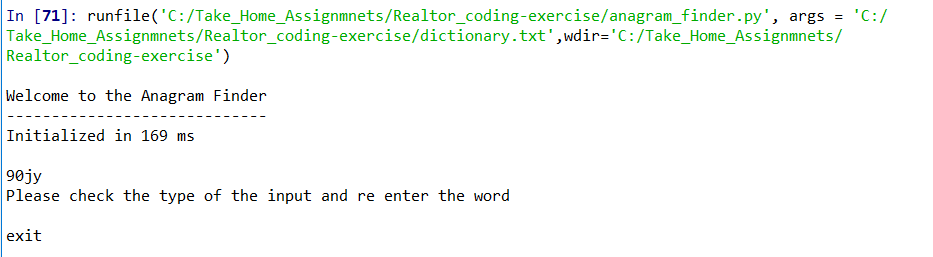 In [71]: runfile('C:/Take_Home_Assignmnets/Realtor_coding-exercise/anagram_finder.py', args = 'C:/
Take_Home_Assignmnets/Realtor_coding-exercise/dictionary.txt',wdir='C:/Take_Home_Assignmnets/
Realtor_coding-exercise')
Welcome to the Anagram Finder
-----------------------------
Initialized in 169 ms
90jy
Please check the type of the input and re enter the word
exit